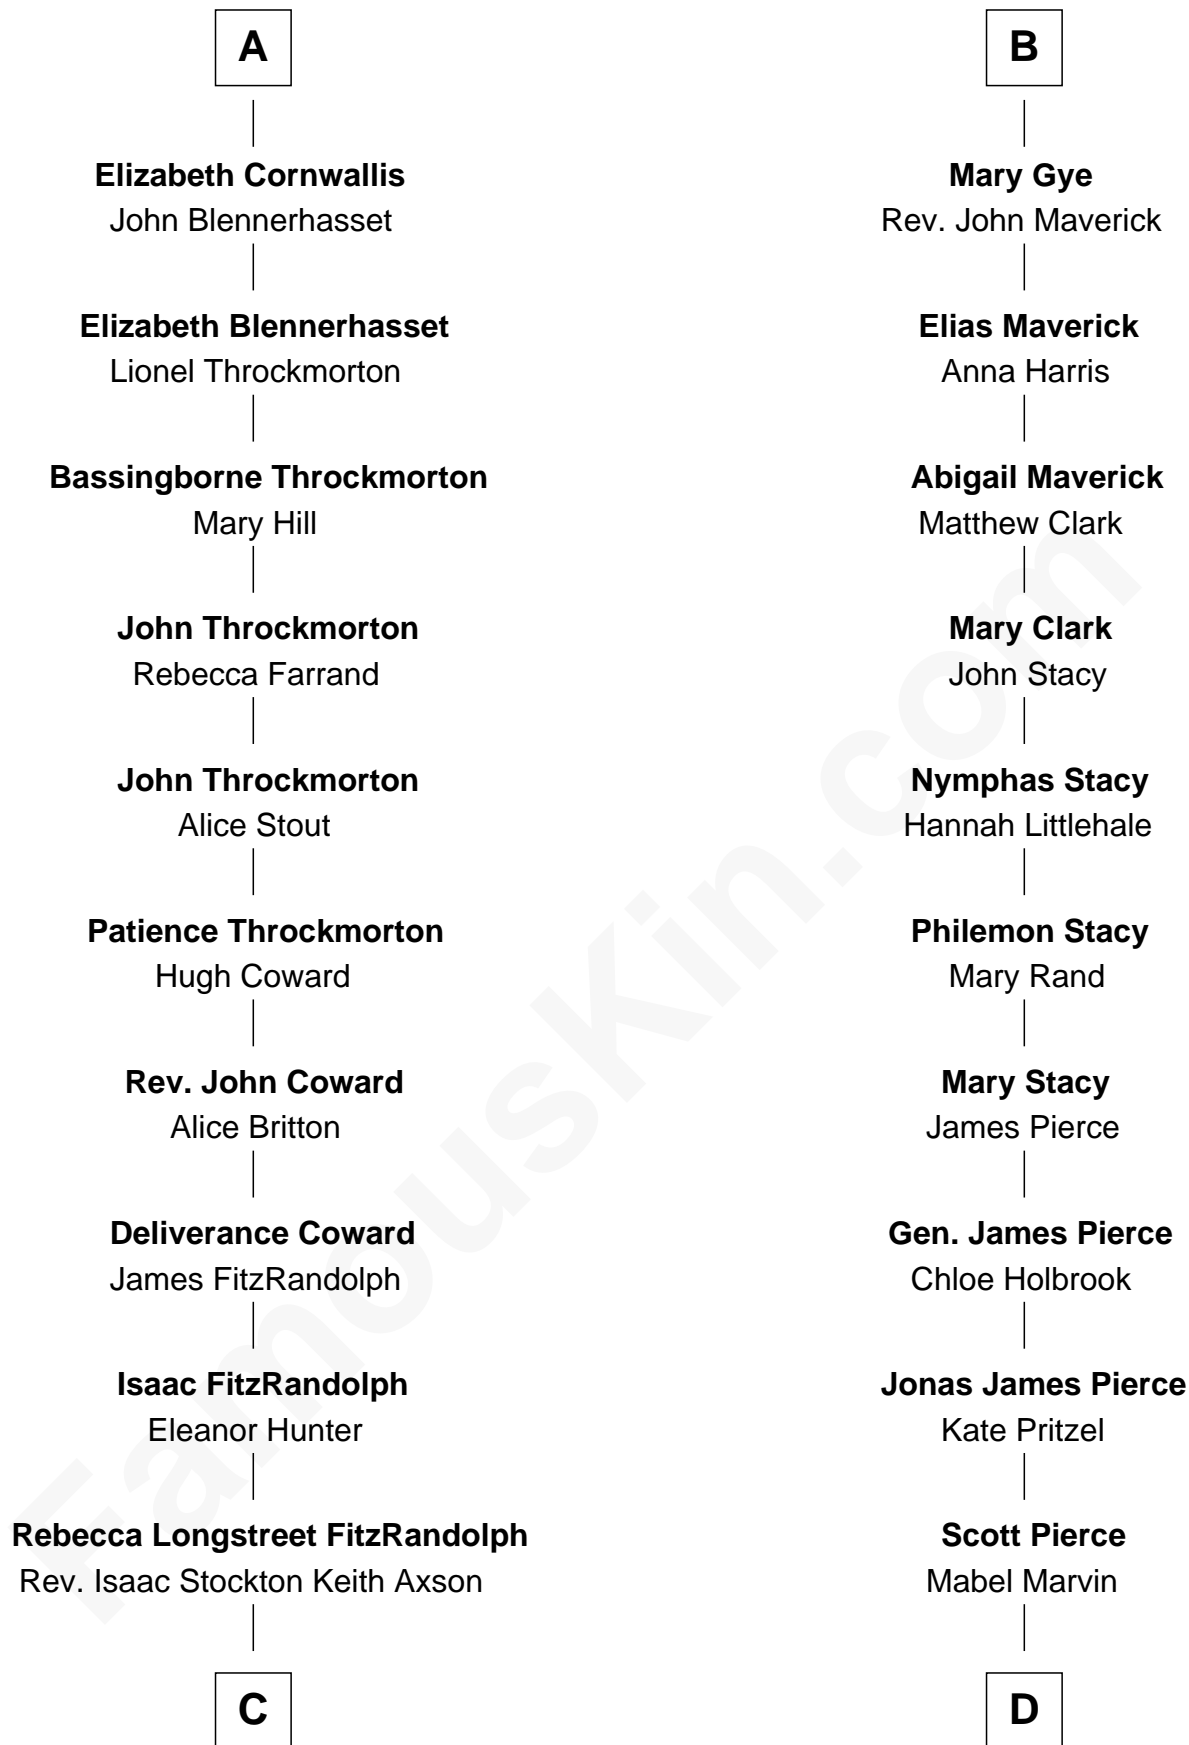 A
Elizabeth Cornwallis
John Blennerhasset
Elizabeth Blennerhasset
Lionel Throckmorton
Bassingborne Throckmorton
Mary Hill
John Throckmorton
Rebecca Farrand
John Throckmorton
Alice Stout
Patience Throckmorton
Hugh Coward
Rev. John Coward
Alice Britton
Deliverance Coward
James FitzRandolph
Isaac FitzRandolph
Eleanor Hunter
Rebecca Longstreet FitzRandolph
Rev. Isaac Stockton Keith Axson
C
B
Mary Gye
Rev. John Maverick
Elias Maverick
Anna Harris
Abigail Maverick
Matthew Clark
Mary Clark
John Stacy
Nymphas Stacy
Hannah Littlehale
Philemon Stacy
Mary Rand
Mary Stacy
James Pierce
Gen. James Pierce
Chloe Holbrook
Jonas James Pierce
Kate Pritzel
Scott Pierce
Mabel Marvin
D
FamousKin.com